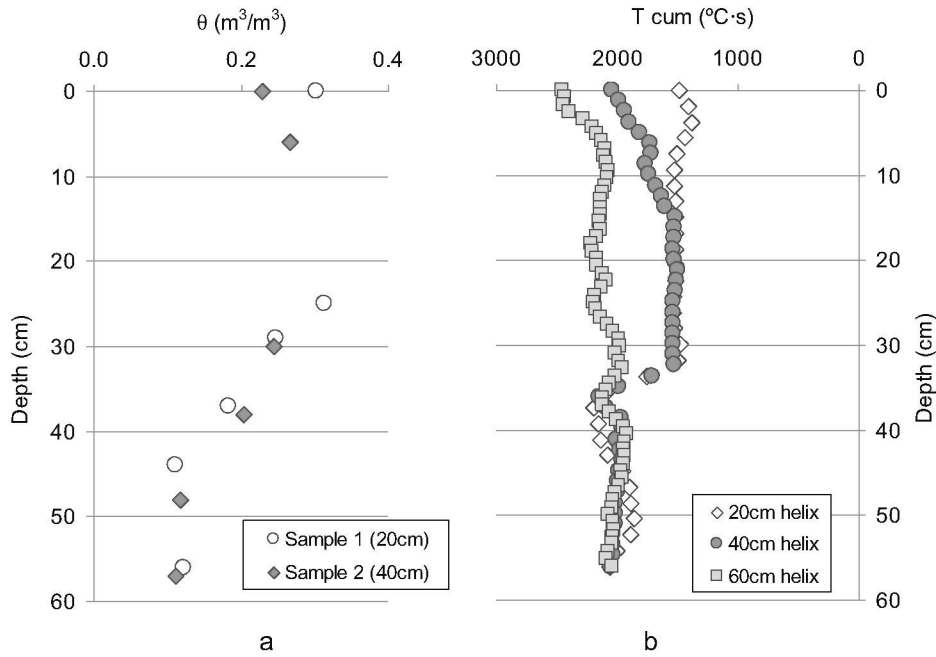 θ (m³/m³)
0.0 0.2 0.4
0
10
20
30
40
50
60
Depth (cm)
Sample 1 (20cm)
Sample 2 (40cm)
a
T cum (ºC·s)
3000 2000 1000 0
0
10
20
30
40
50
60
Depth (cm)
20cm helix
40cm helix
60cm helix
b